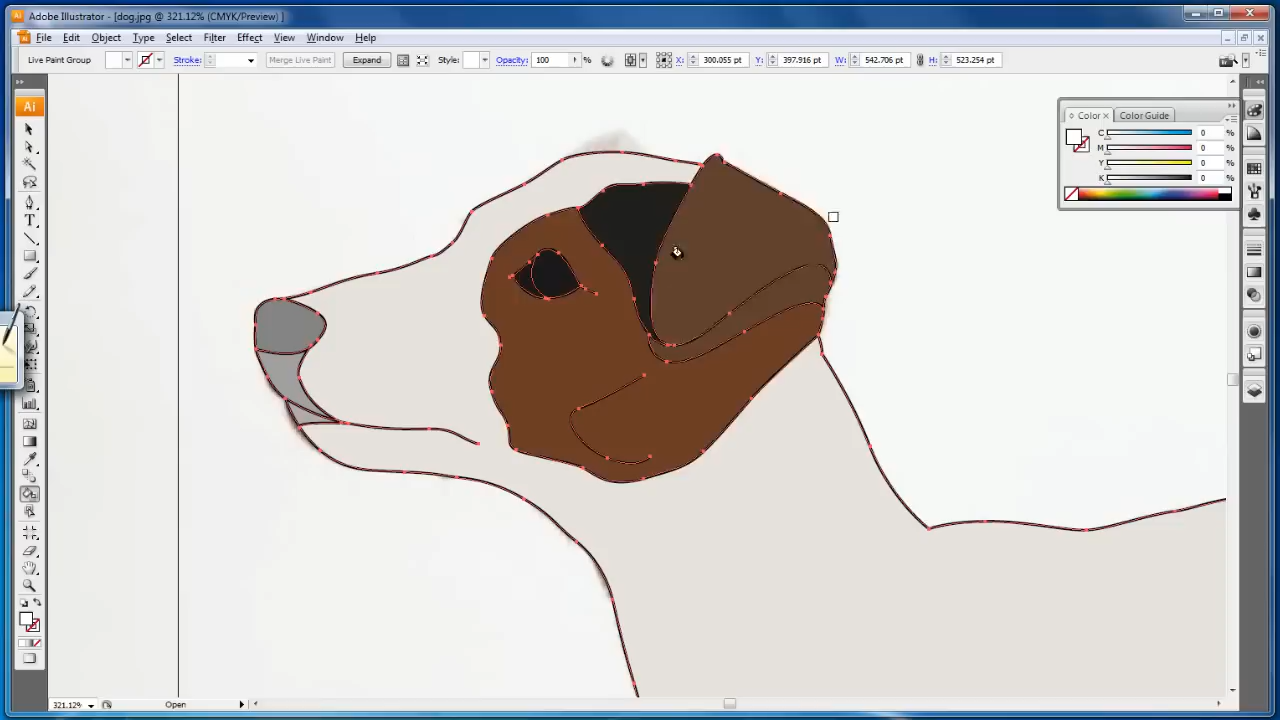 Adobe Illustrator - [dog.jpg @ 321.12% (CMYK/Preview) ]
File Edit Object Type Select Filter Effect View Window Help
Live Paint Group Stroke: Merge Live Paint Expand Style: Opacity: 100 % X: 300.055 pt Y: 397.916 pt W: 542.706 pt H: 523.254 pt
Ai
T
Color Color Guide
C 0 %
M 0 %
Y 0 %
K 0 %
321.12% Open